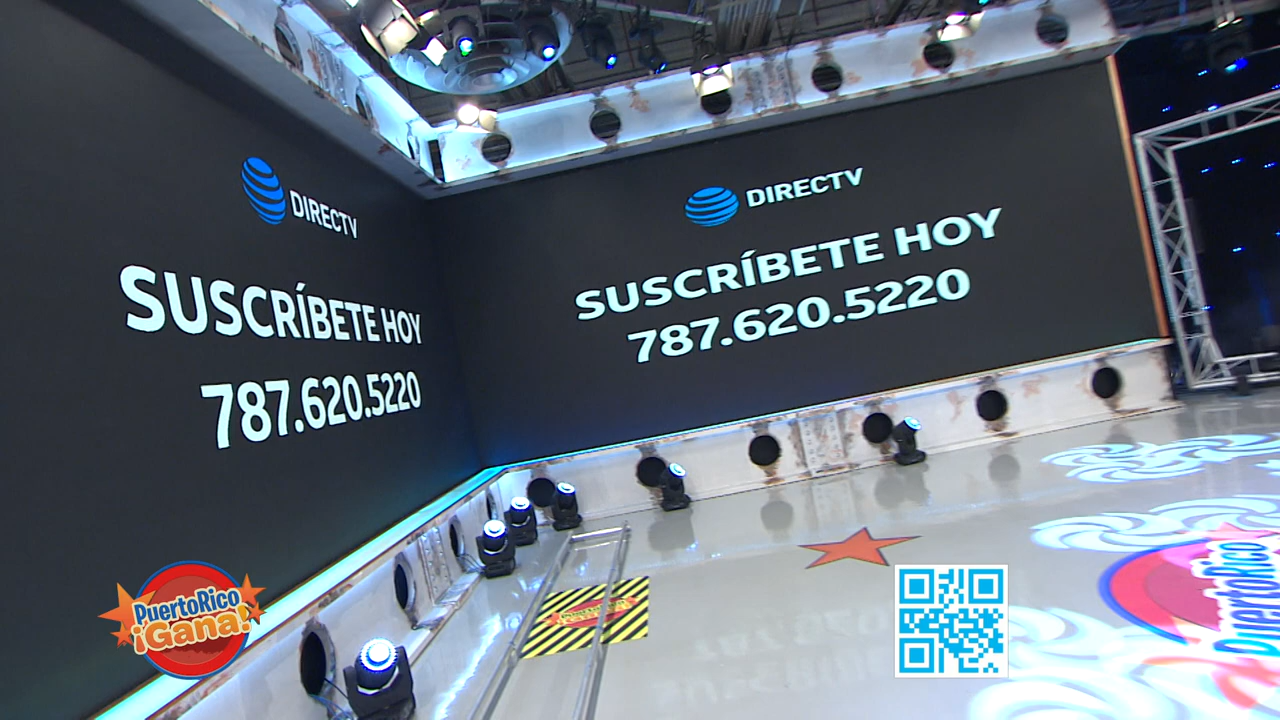 DIRECTV
SUSCRÍBETE HOY
787.620.5220
DIRECTV
SUSCRÍBETE HOY
787.620.5220
PuertoRico
¡Gana!
PuertoRico